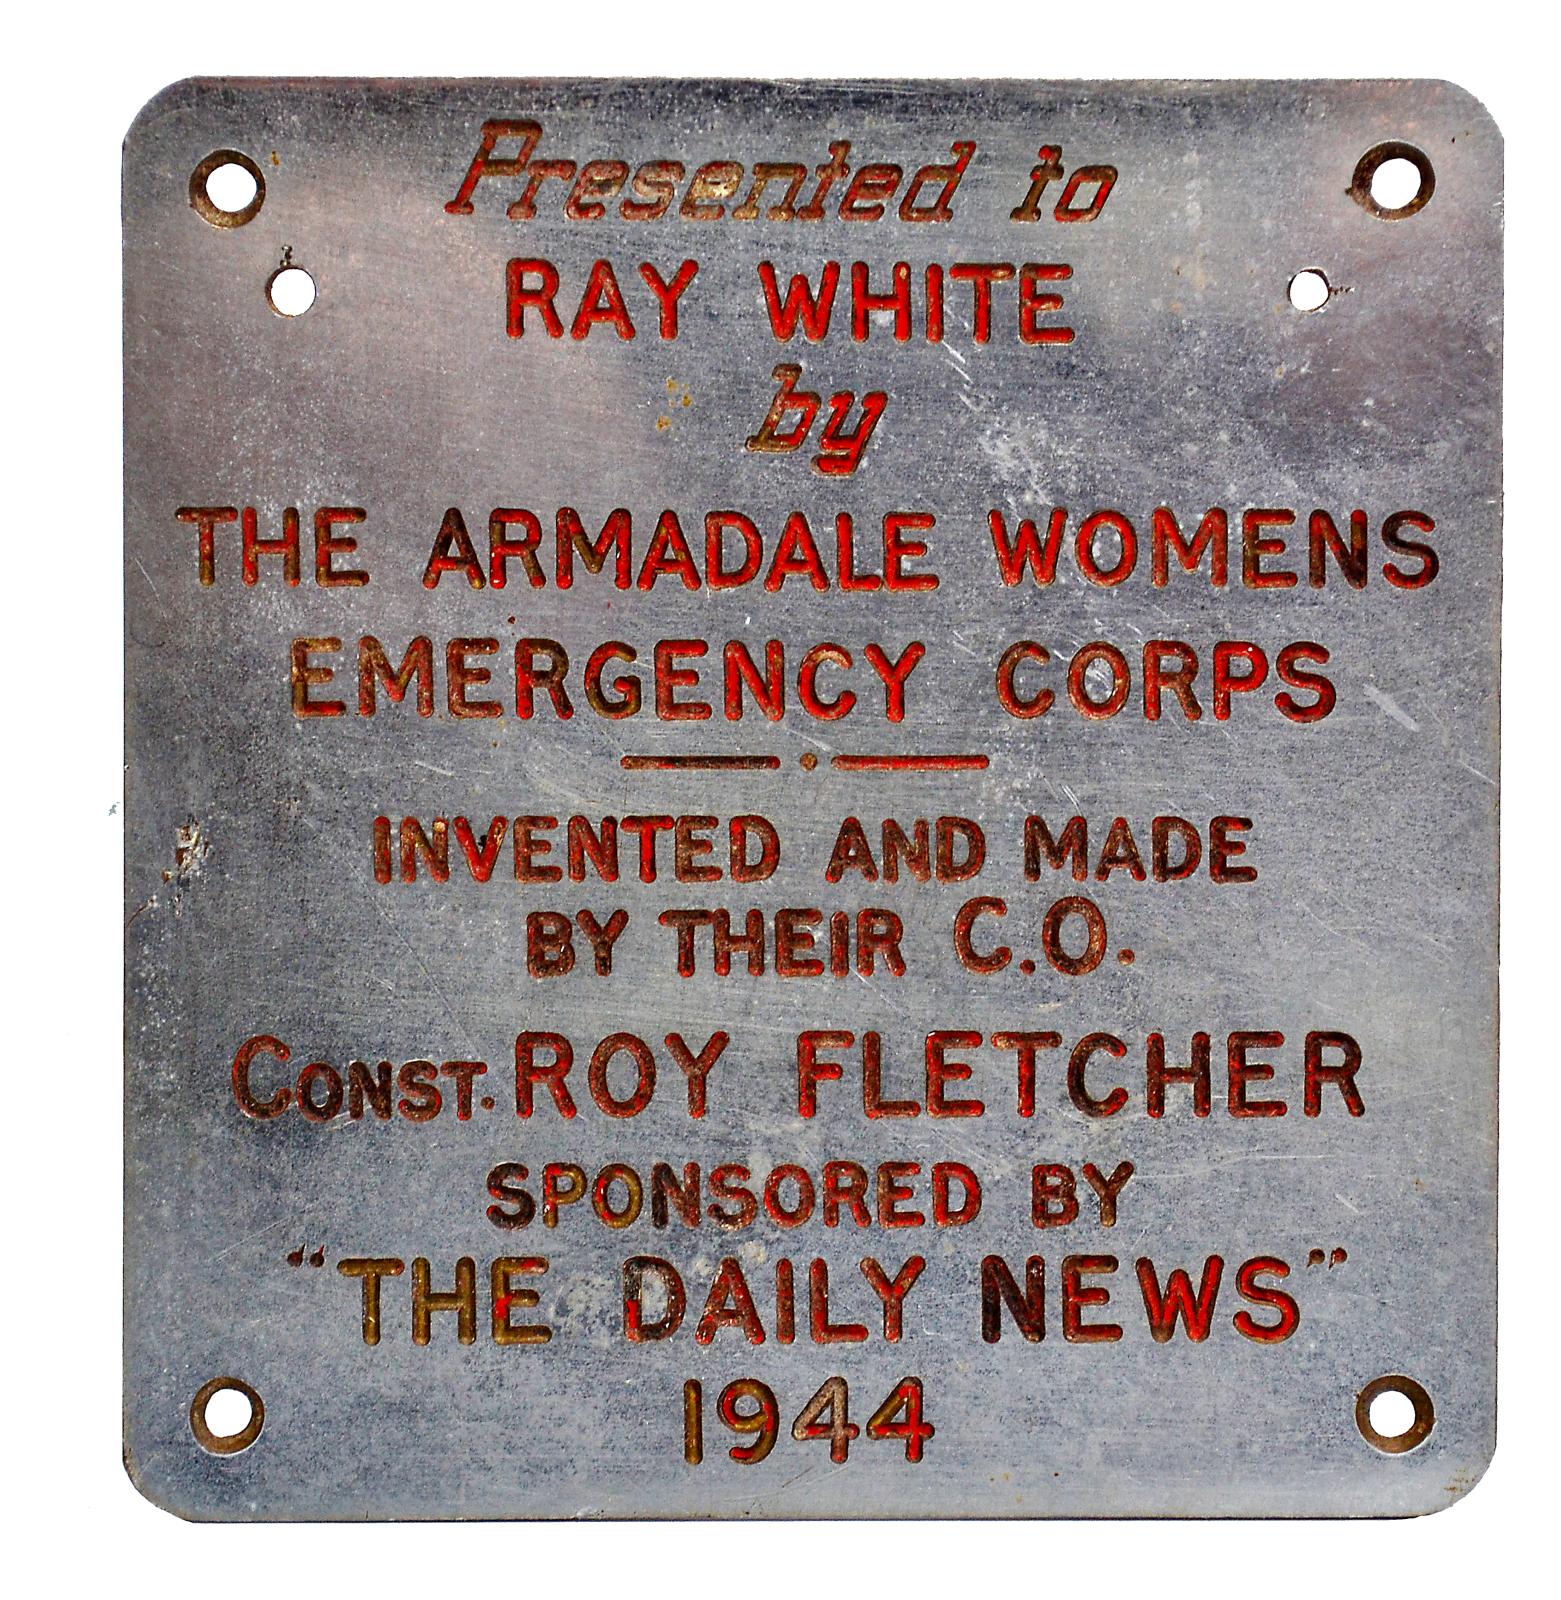 Presented to
RAY WHITE
by
THE ARMADALE WOMENS
EMERGENCY CORPS
INVENTED AND MADE
BY THEIR C.O.
CONST. ROY FLETCHER
SPONSORED BY
“THE DAILY NEWS”
1944